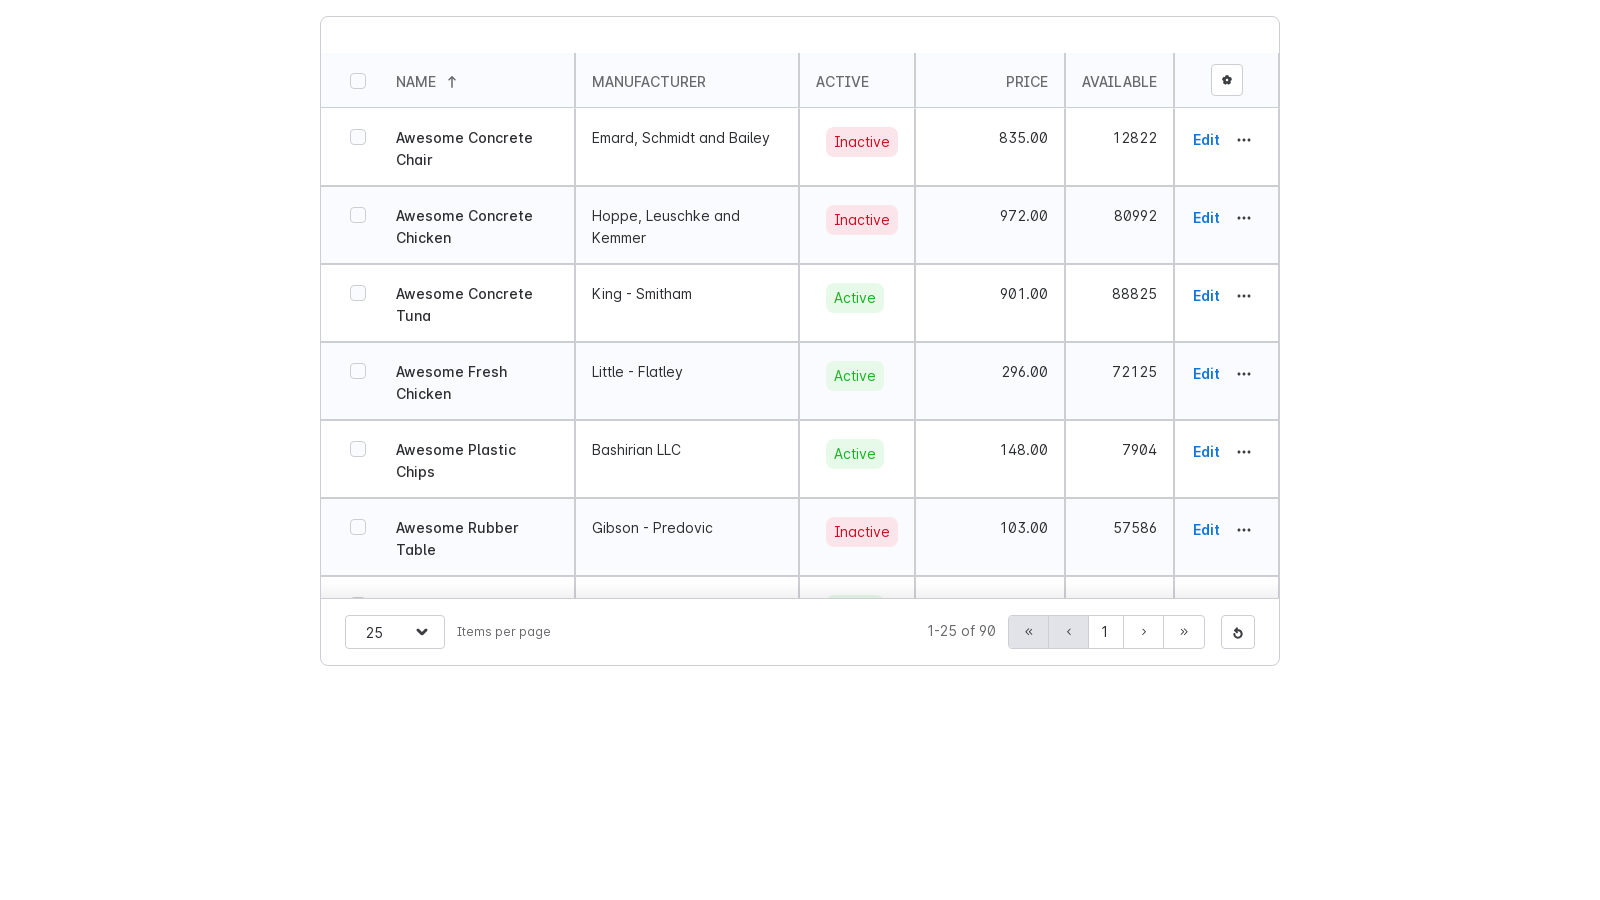 NAME ↑ MANUFACTURER ACTIVE PRICE AVAILABLE
Awesome Concrete Emard, Schmidt and Bailey Inactive 835.00 12822 Edit ···
Chair
Awesome Concrete Hoppe, Leuschke and Inactive 972.00 80992 Edit ···
Chicken Kemmer
Awesome Concrete King - Smitham Active 901.00 88825 Edit ···
Tuna
Awesome Fresh Little - Flatley Active 296.00 72125 Edit ···
Chicken
Awesome Plastic Bashirian LLC Active 148.00 7904 Edit ···
Chips
Awesome Rubber Gibson - Predovic Inactive 103.00 57586 Edit ···
Table
25 Items per page 1-25 of 90 « ‹ 1 › »